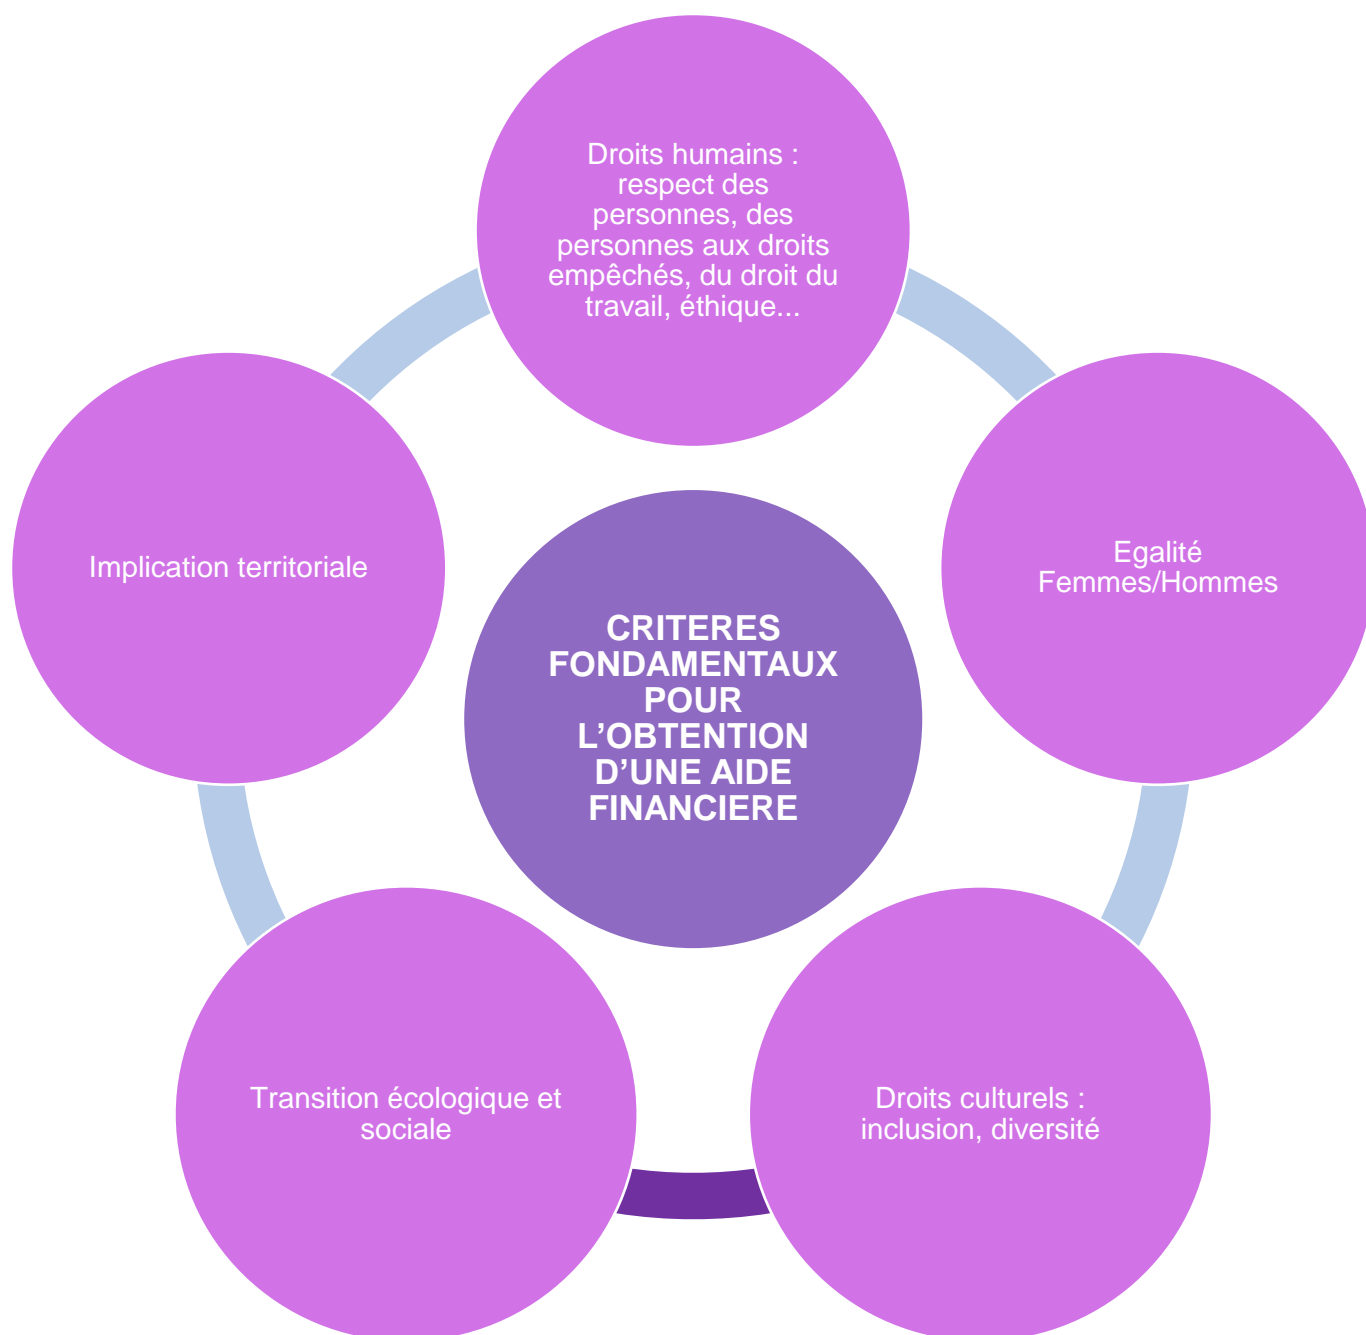 Droits humains :
respect des
personnes, des
personnes aux droits
empêchés, du droit du
travail, éthique...
Egalité
Femmes/Hommes
Droits culturels :
inclusion, diversité
Transition écologique et
sociale
Implication territoriale
CRITERES
FONDAMENTAUX
POUR
L’OBTENTION
D’UNE AIDE
FINANCIERE